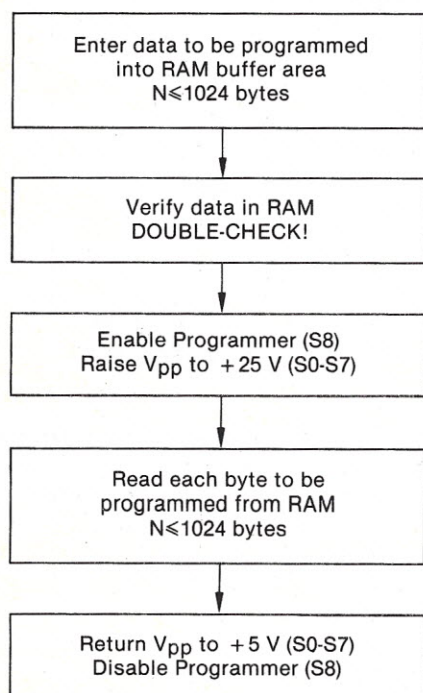 Enter data to be programmed
into RAM buffer area
N≤1024 bytes
Verify data in RAM
DOUBLE-CHECK!
Enable Programmer (S8)
Raise Vpp to +25 V (S0-S7)
Read each byte to be
programmed from RAM
N≤1024 bytes
Return Vpp to +5 V (S0-S7)
Disable Programmer (S8)